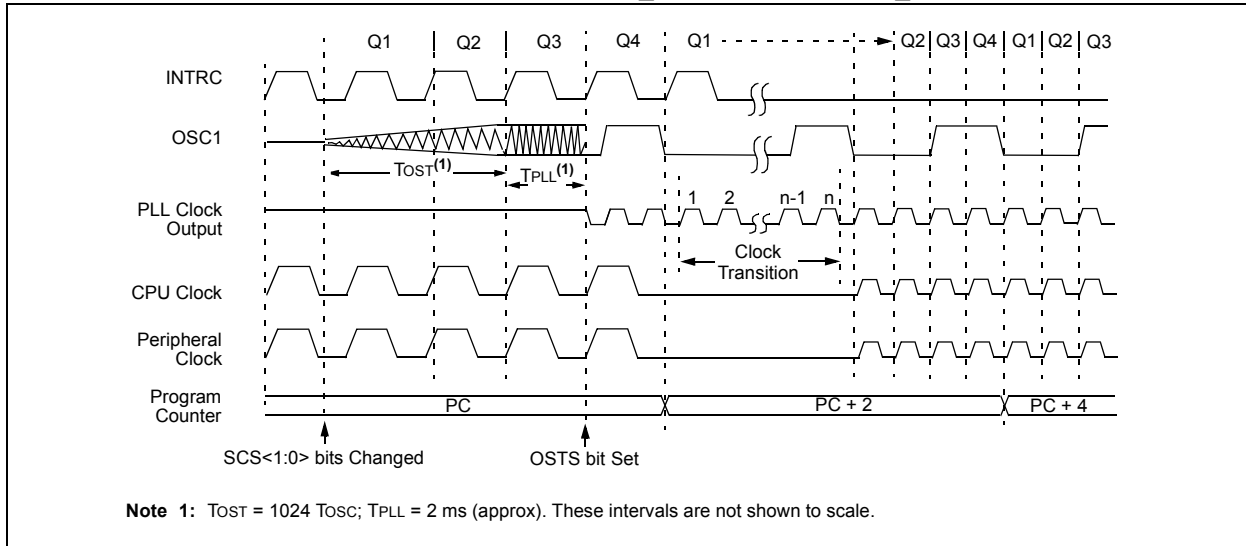 Q1 Q2 Q3 Q4 Q1 Q2 Q3 Q4 Q1 Q2 Q3
INTRC
OSC1
TOST(1) TPLL(1)
1 2 n-1 n
PLL Clock
Output
Clock
Transition
CPU Clock
Peripheral
Clock
Program
Counter
PC PC + 2 PC + 4
SCS<1:0> bits Changed OSTS bit Set
Note 1: TOST = 1024 TOSC; TPLL = 2 ms (approx). These intervals are not shown to scale.